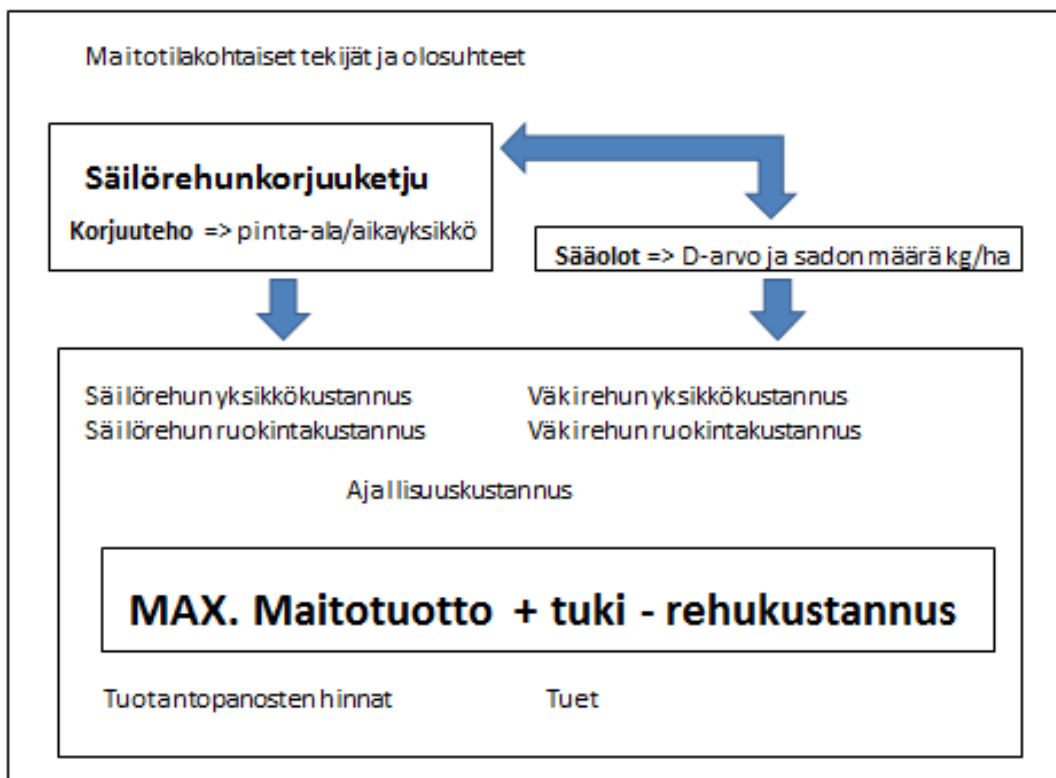 Maitotilakohtaiset tekijät ja olosuhteet
Säilörehunkorjuuketju
Korjuuteho => pinta-ala/aikayksikkö
Sääolot => D-arvo ja sadon määrä kg/ha
Säilörehun yksikkökustannus
Väkirehun yksikkökustannus
Säilörehun ruokintakustannus
Väkirehun ruokintakustannus
Ajallisuuskustannus
MAX. Maitotuotto + tuki - rehukustannus
Tuotantopanosten hinnat
Tuet